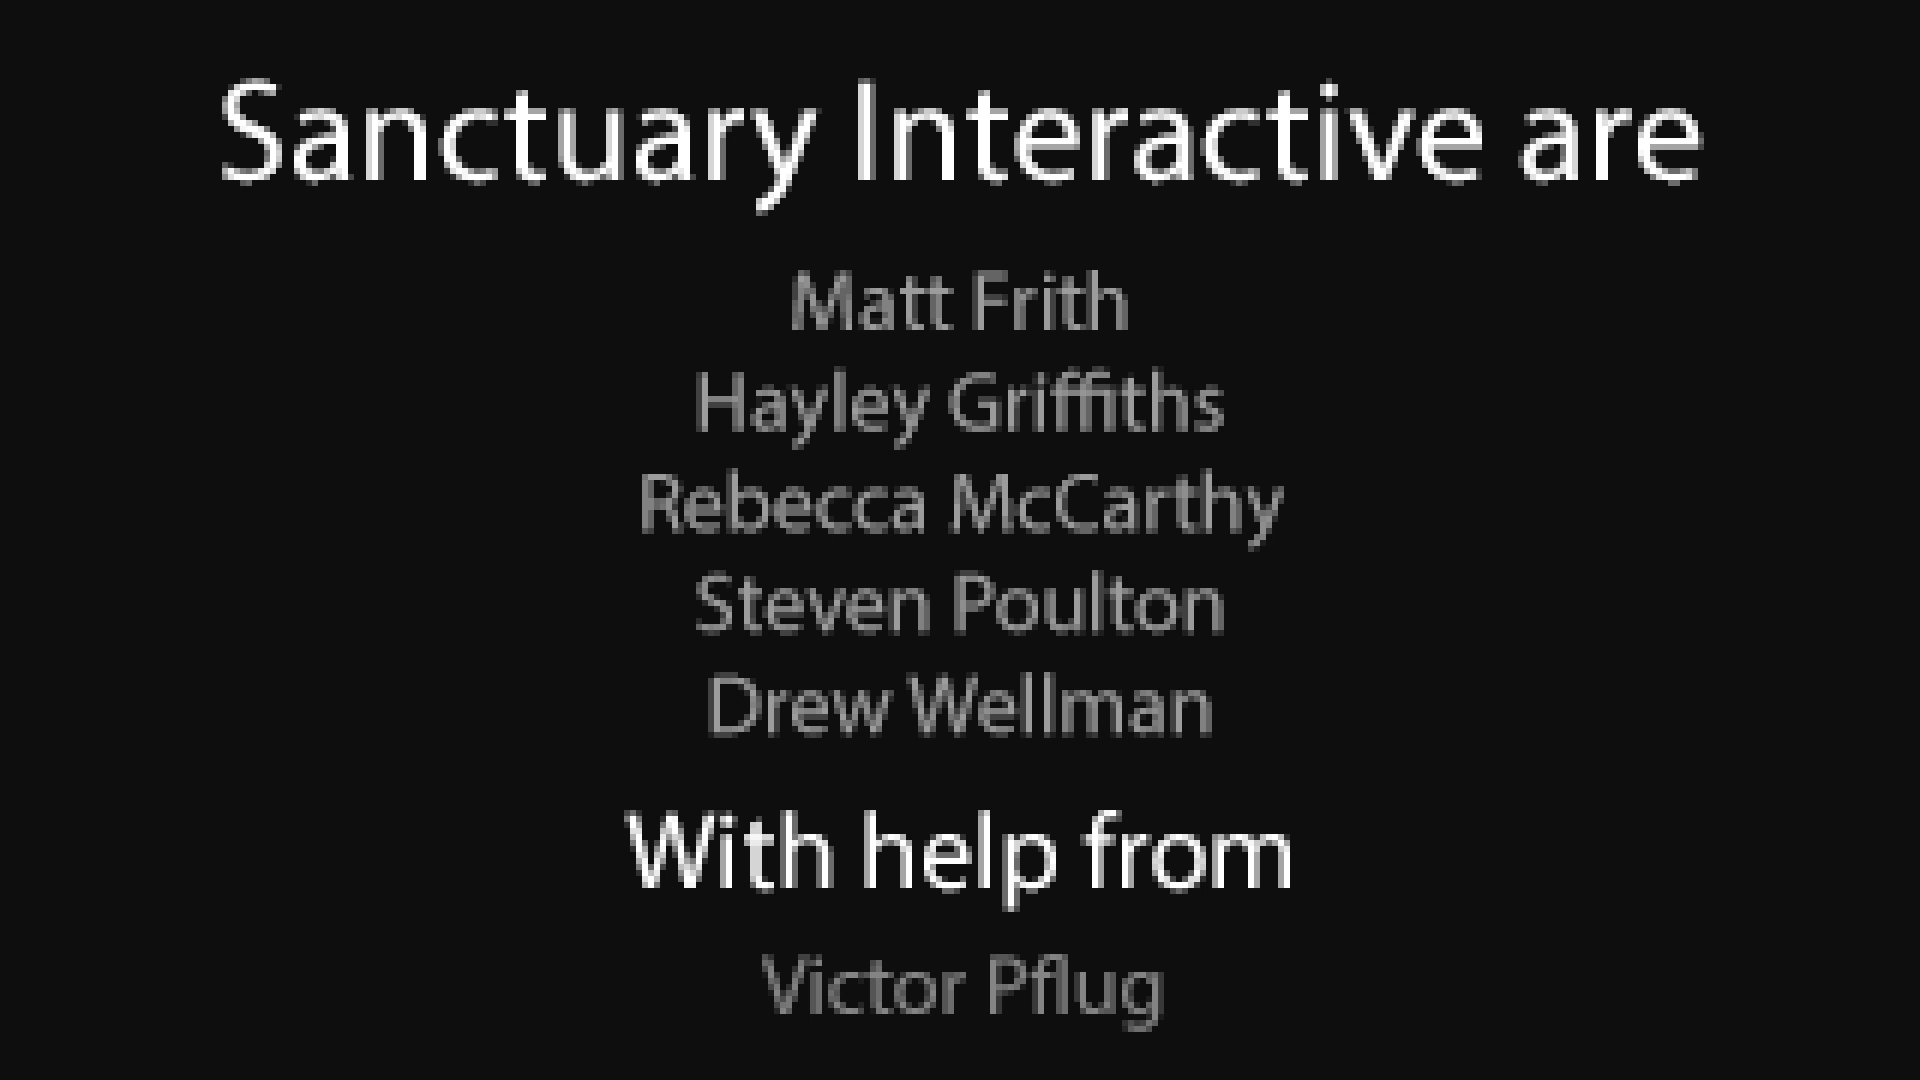 Sanctuary Interactive are
Matt Frith
Hayley Griffiths
Rebecca McCarthy
Steven Poulton
Drew Wellman
With help from
Victor Pflug